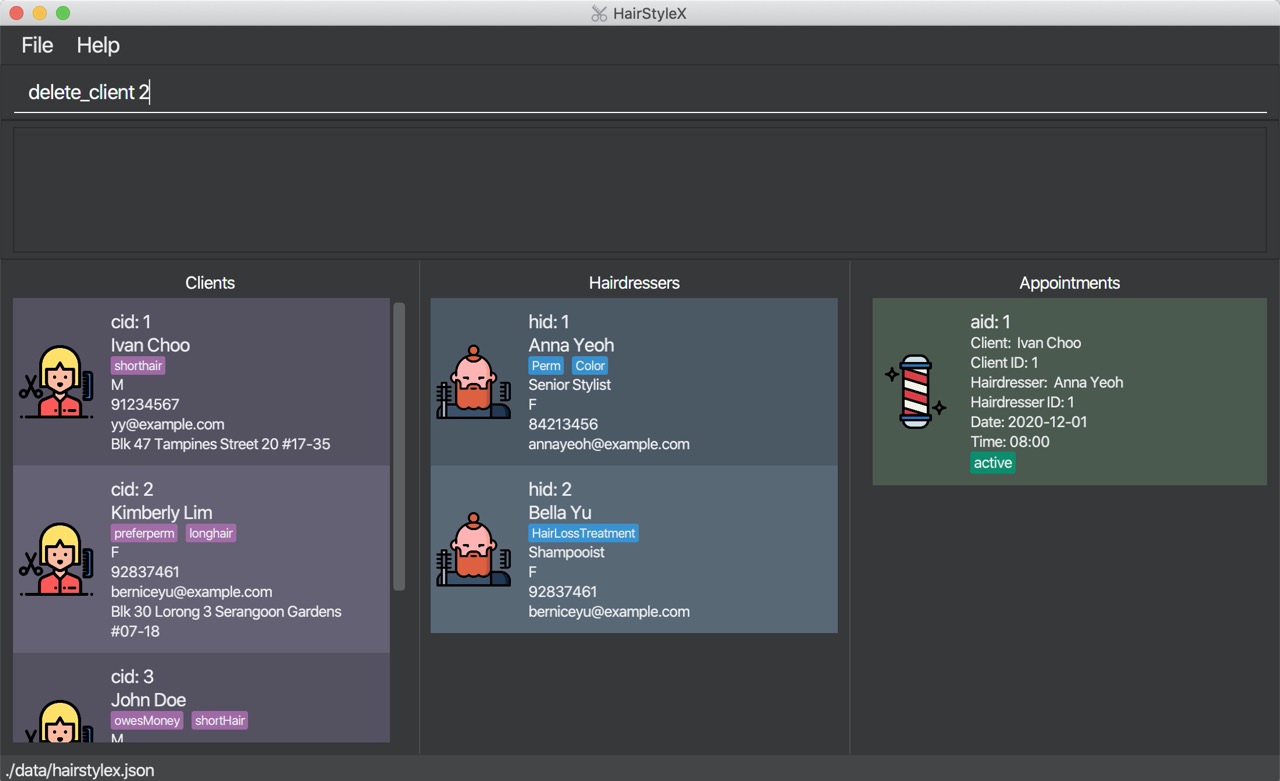 HairStyleX
File Help
delete_client 2
Clients
cid: 1
Ivan Choo
shorthair
M
91234567
yy@example.com
Blk 47 Tampines Street 20 #17-35
cid: 2
Kimberly Lim
preferperm longhair
F
92837461
berniceyu@example.com
Blk 30 Lorong 3 Serangoon Gardens
#07-18
cid: 3
John Doe
owesMoney shortHair
M
Hairdressers
hid: 1
Anna Yeoh
Perm Color
Senior Stylist
F
84213456
annayeoh@example.com
hid: 2
Bella Yu
HairLossTreatment
Shampooist
F
92837461
berniceyu@example.com
Appointments
aid: 1
Client: Ivan Choo
Client ID: 1
Hairdresser: Anna Yeoh
Hairdresser ID: 1
Date: 2020-12-01
Time: 08:00
active
./data/hairstylex.json